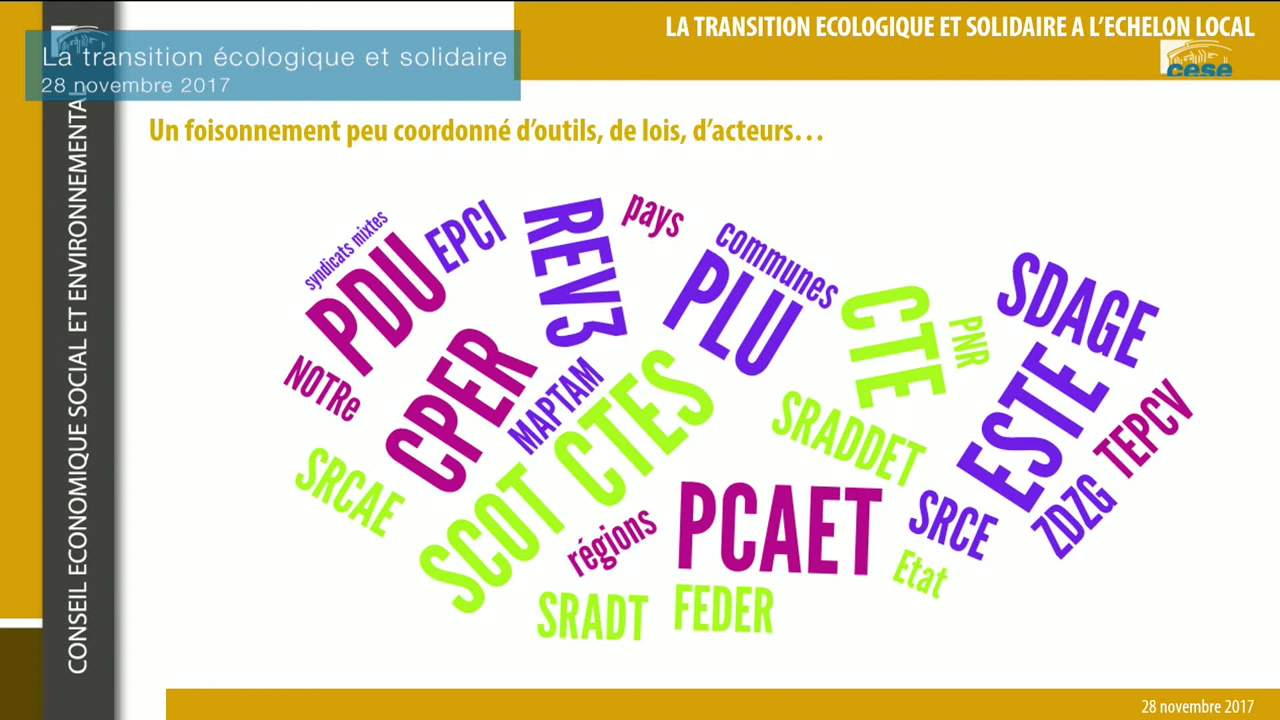 LA TRANSITION ECOLOGIQUE ET SOLIDAIRE A L'ECHELON LOCAL
cese
La transition écologique et solidaire
28 novembre 2017
CONSEIL ECONOMIQUE SOCIAL ET ENVIRONNEMENTAL
Un foisonnement peu coordonné d'outils, de lois, d'acteurs…
syndicats mixtes
PDU
EPCI
REV3
pays
communes
PLU
CTE
PNR
SDAGE
NOTRe
CPER
MAPTAM
CTES
SRADDET
ESTE
TEPCV
SRCAE
SCOT
régions
PCAET
SRCE
ZDZG
Etat
SRADT
FEDER
28 novembre 2017